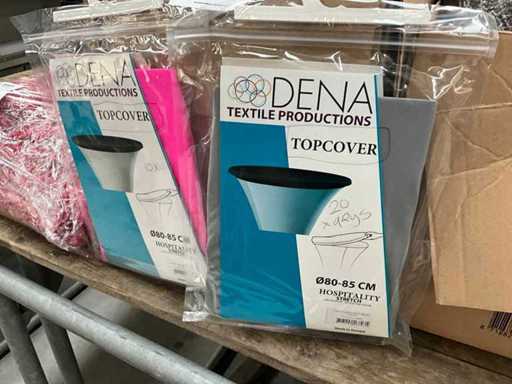 DENA
TEXTILE PRODUCTIONS
TOPCOVER
Ø80-85 CM
HOSPITALITY
DENA
TEXTILE PRODUCTIONS
TOPCOVER
20
x GRYS
Ø80-85 CM
HOSPITALITY
STRETCH